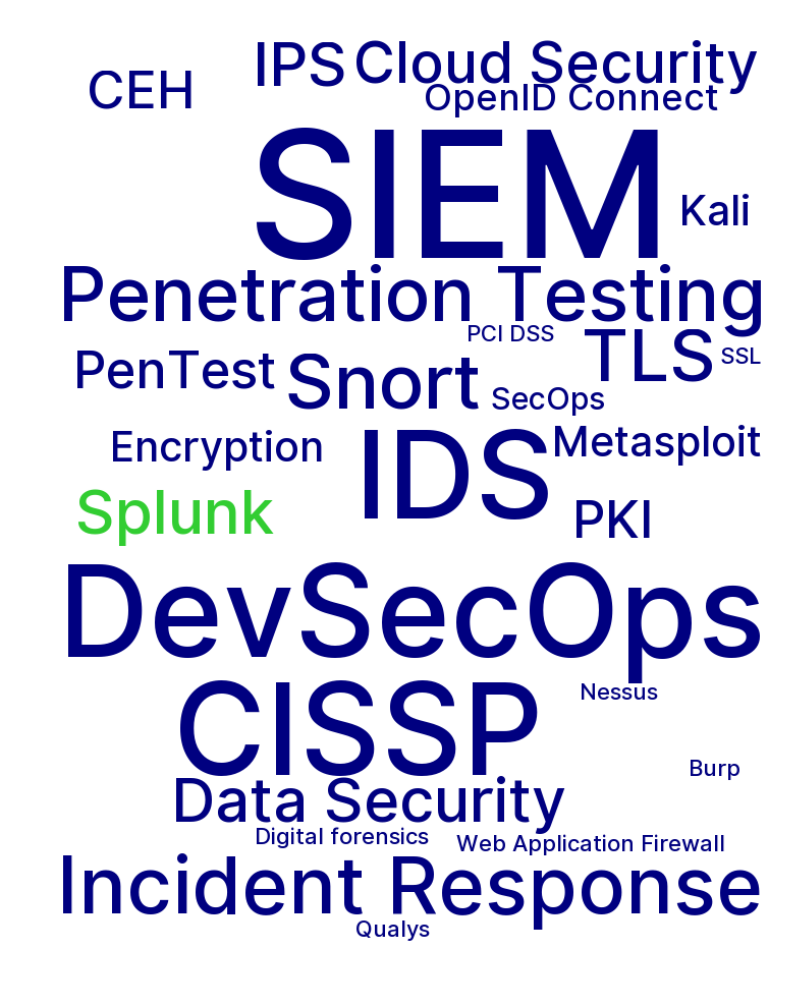 IPS
Cloud Security
CEH
OpenID Connect
SIEM
Kali
Penetration Testing
PCI DSS
TLS
SSL
PenTest
Snort
SecOps
Encryption
IDS
Metasploit
Splunk
PKI
DevSecOps
CISSP
Nessus
Burp
Data Security
Digital forensics
Web Application Firewall
Incident Response
Qualys